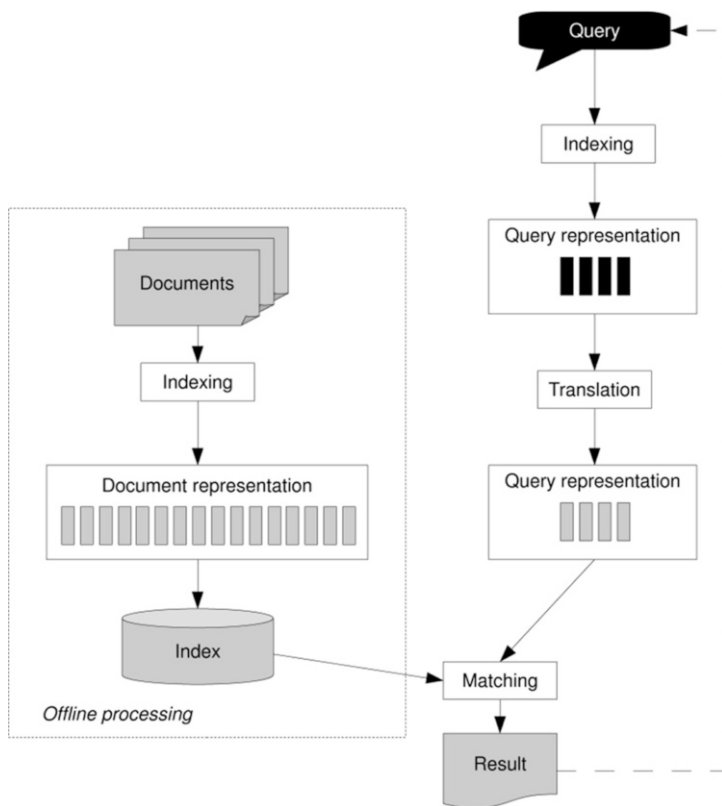 Query
Indexing
Query representation
Documents
Indexing
Translation
Document representation
Query representation
Index
Matching
Offline processing
Result